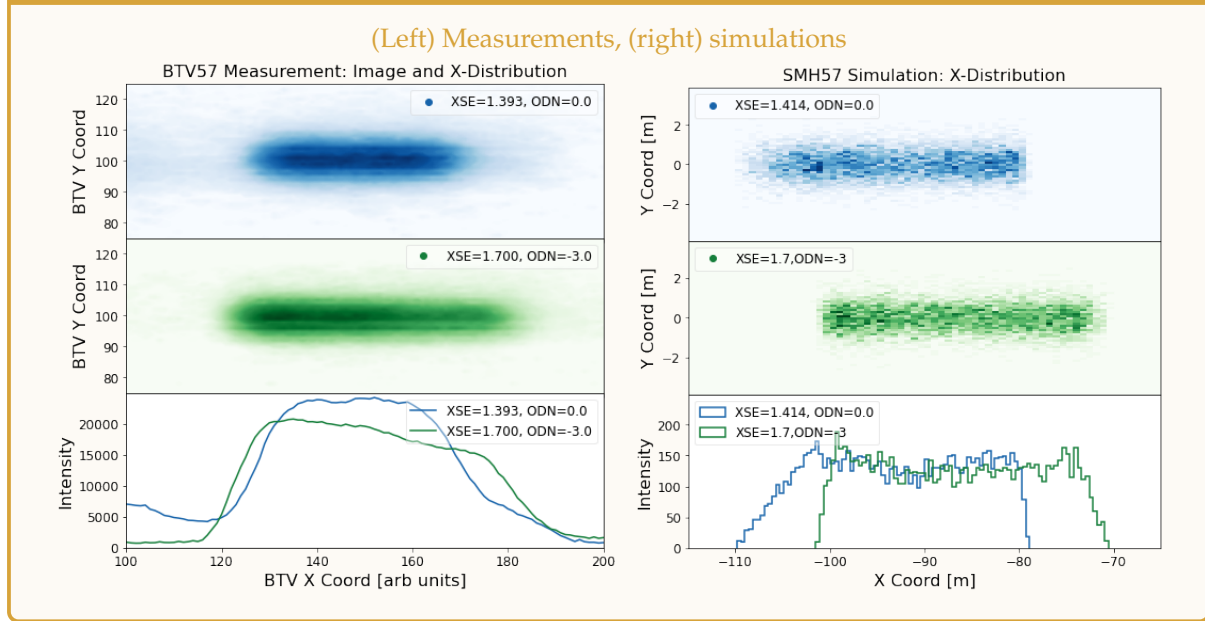 (Left) Measurements, (right) simulations
BTV57 Measurement: Image and X-Distribution
120
110
100
90
80
BTV Y Coord
XSE=1.393, ODN=0.0
120
110
100
90
80
BTV Y Coord
XSE=1.700, ODN=-3.0
20000
15000
10000
5000
0
Intensity
XSE=1.393, ODN=0.0
XSE=1.700, ODN=-3.0
100
120
140
160
180
200
BTV X Coord [arb units]
SMH57 Simulation: X-Distribution
2
0
−2
Y Coord [m]
XSE=1.414, ODN=0.0
2
0
−2
Y Coord [m]
XSE=1.7,ODN=-3
200
150
100
50
0
Intensity
XSE=1.414, ODN=0.0
XSE=1.7,ODN=-3
−110
−100
−90
−80
−70
X Coord [m]